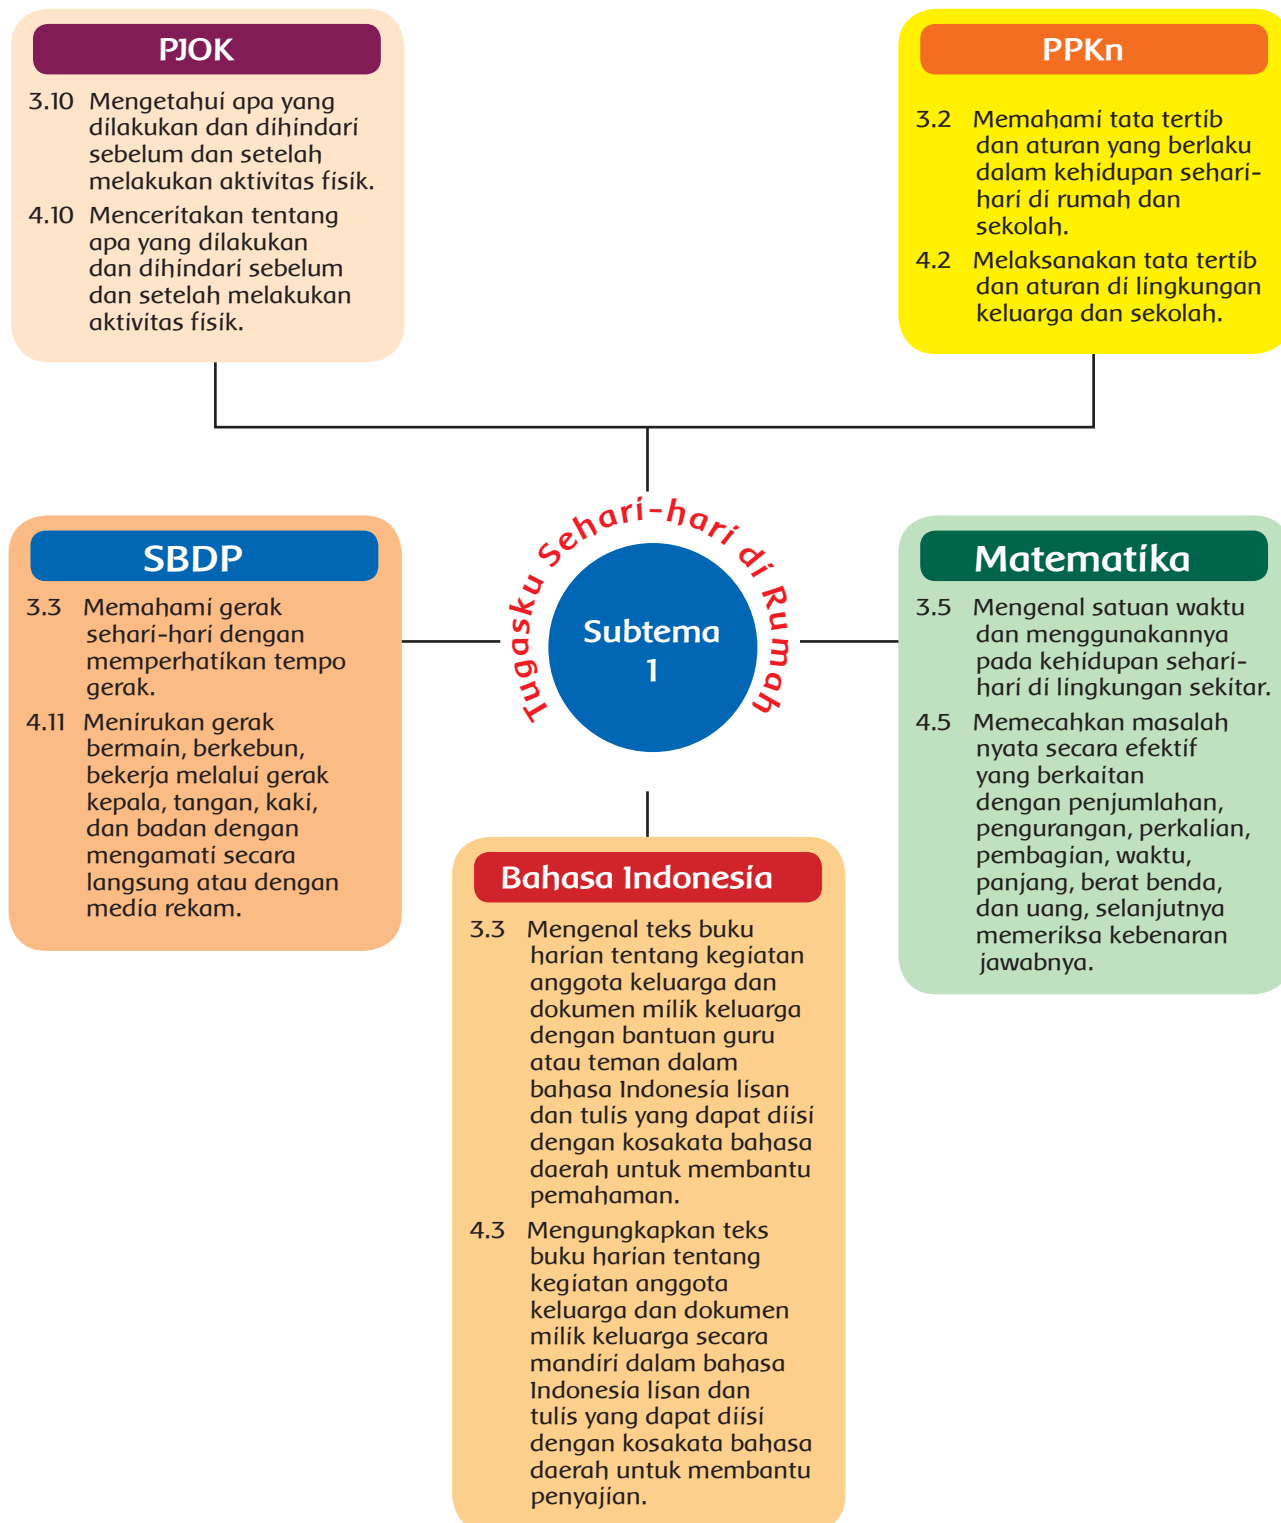 PJOK
3.10 Mengetahui apa yang
dilakukan dan dihindari
sebelum dan setelah
melakukan aktivitas fisik.
4.10 Menceritakan tentang
apa yang dilakukan
dan dihindari sebelum
dan setelah melakukan
aktivitas fisik.
PPKn
3.2 Memahami tata tertib
dan aturan yang berlaku
dalam kehidupan sehari-
hari di rumah dan
sekolah.
4.2 Melaksanakan tata tertib
dan aturan di lingkungan
keluarga dan sekolah.
Tugasku Sehari-hari di Rumah
Subtema
1
SBDP
3.3 Memahami gerak
sehari-hari dengan
memperhatikan tempo
gerak.
4.11 Menirukan gerak
bermain, berkebun,
bekerja melalui gerak
kepala, tangan, kaki,
dan badan dengan
mengamati secara
langsung atau dengan
media rekam.
Matematika
3.5 Mengenal satuan waktu
dan menggunakannya
pada kehidupan sehari-
hari di lingkungan sekitar.
4.5 Memecahkan masalah
nyata secara efektif
yang berkaitan
dengan penjumlahan,
pengurangan, perkalian,
pembagian, waktu,
panjang, berat benda,
dan uang, selanjutnya
memeriksa kebenaran
jawabnya.
Bahasa Indonesia
3.3 Mengenal teks buku
harian tentang kegiatan
anggota keluarga dan
dokumen milik keluarga
dengan bantuan guru
atau teman dalam
bahasa Indonesia lisan
dan tulis yang dapat diisi
dengan kosakata bahasa
daerah untuk membantu
pemahaman.
4.3 Mengungkapkan teks
buku harian tentang
kegiatan anggota
keluarga dan dokumen
milik keluarga secara
mandiri dalam bahasa
Indonesia lisan dan
tulis yang dapat diisi
dengan kosakata bahasa
daerah untuk membantu
penyajian.